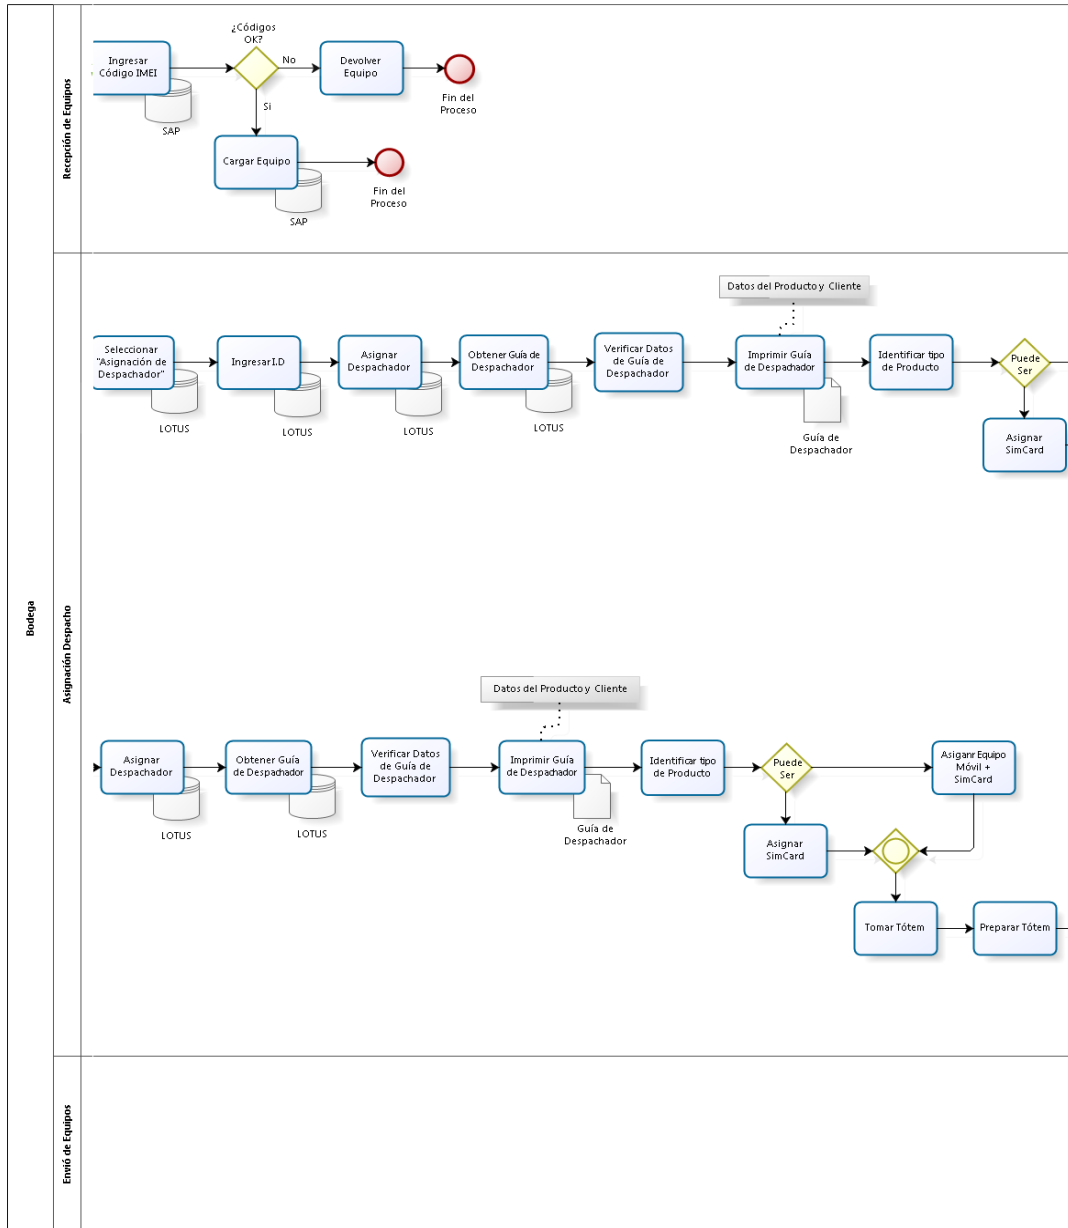 ¿Códigos
OK?
Ingresar
Código IMEI
No
Devolver
Equipo
Fin del
Proceso
SAP
Si
Cargar Equipo
Fin del
Proceso
SAP
Recepción de Equipos
Datos del Producto y Cliente
Seleccionar
"Asignación de
Despachador"
LOTUS
Ingresar I.D
LOTUS
Asignar
Despachador
LOTUS
Obtener Guía de
Despachador
LOTUS
Verificar Datos
de Guía de
Despachador
Imprimir Guía
de Despachador
Guía de
Despachador
Identificar tipo
de Producto
Puede
Ser
Asignar
SimCard
Bodega
Asignación Despacho
Datos del Producto y Cliente
Asignar
Despachador
LOTUS
Obtener Guía
de Despachador
LOTUS
Verificar Datos
de Guía de
Despachador
Imprimir Guía
de Despachador
Guía de
Despachador
Identificar tipo
de Producto
Puede
Ser
Asiganr Equipo
Móvil +
SimCard
Asignar
SimCard
Tomar Tótem
Preparar Tótem
Envió de Equipos